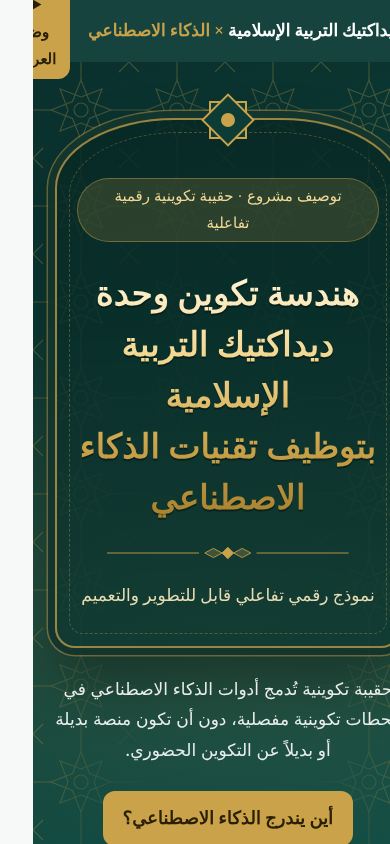 التربية الإسلامية × الذكاء الاصطناعي
توصيف مشروع · حقيبة تكوينية رقمية
تفاعلية
هندسة تكوين وحدة
ديداكتيك التربية
الإسلامية
بتوظيف تقنيات الذكاء
الاصطناعي
نموذج رقمي تفاعلي قابل للتطوير والتعميم
حقيبة تكوينية تُدمج أدوات الذكاء الاصطناعي في
تكوينية مفصلية، دون أن تكون منصة بديلة
أو بديلاً عن التكوين الحضوري.
أين يندرج الذكاء الاصطناعي؟